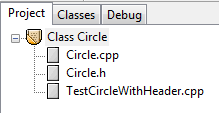 Project Classes Debug
Class Circle
Circle.cpp
Circle.h
TestCircleWithHeader.cpp